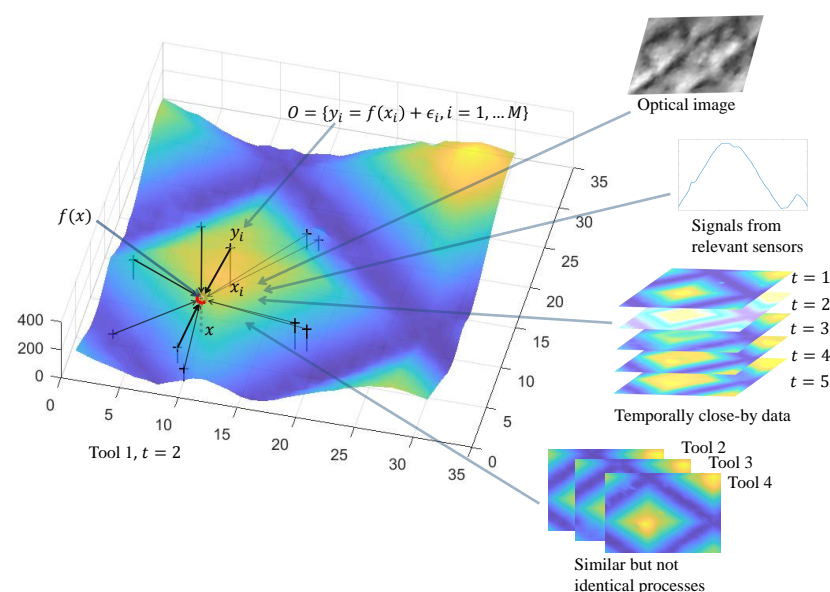 Optical image
O = {y_i = f(x_i) + ϵ_i, i = 1, … M}
Signals from
relevant sensors
f(x)
y_i
x_i
x
t = 1
t = 2
t = 3
t = 4
t = 5
Temporally close-by data
400
200
0
0
5
10
15
20
25
30
35
0
5
10
15
20
25
30
35
Tool 1, t = 2
Tool 2
Tool 3
Tool 4
Similar but not
identical processes